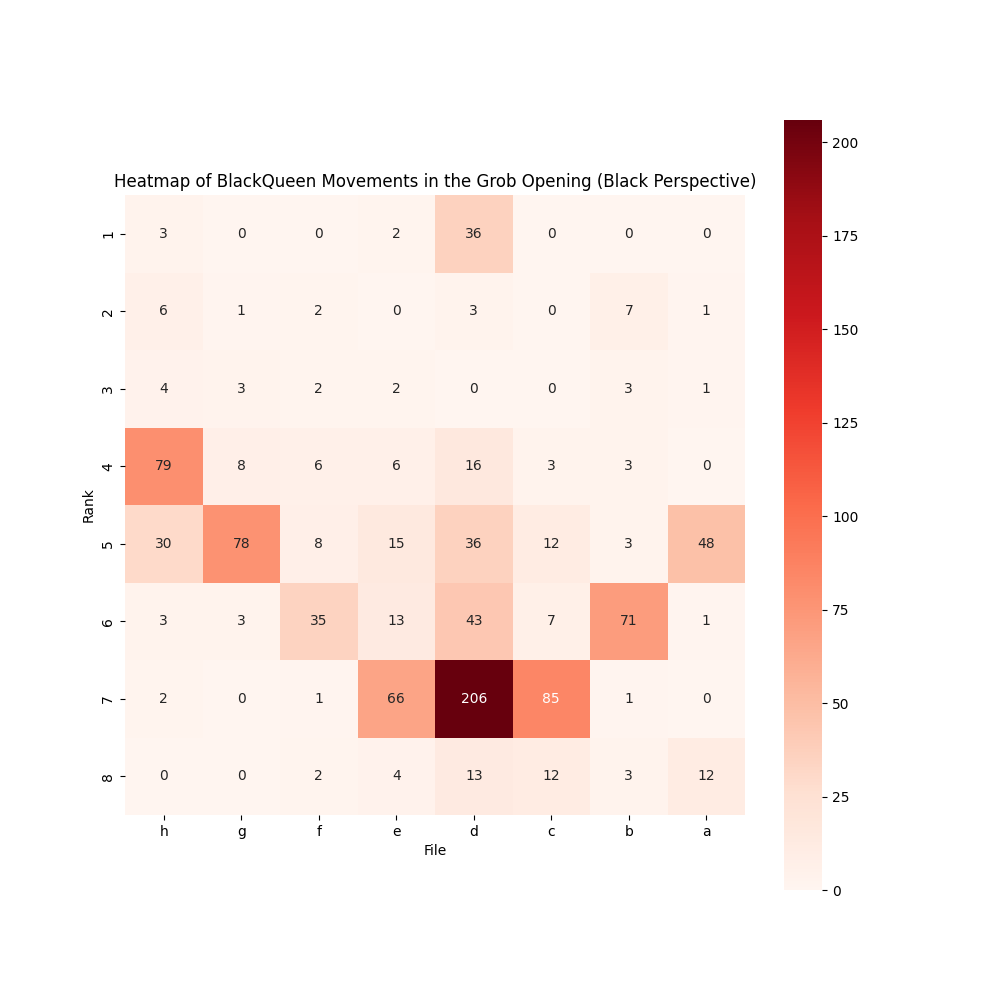 Heatmap of BlackQueen Movements in the Grob Opening (Black Perspective)
1 3 0 0 2 36 0 0 0
2 6 1 2 0 3 0 7 1
3 4 3 2 2 0 0 3 1
4 79 8 6 6 16 3 3 0
5 30 78 8 15 36 12 3 48
6 3 3 35 13 43 7 71 1
7 2 0 1 66 206 85 1 0
8 0 0 2 4 13 12 3 12
h g f e d c b a
File
Rank
200
175
150
125
100
75
50
25
0